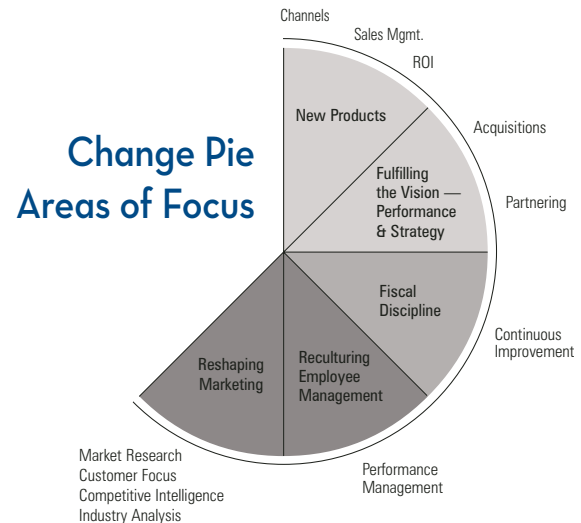 Channels
Sales Mgmt.
ROI
New Products
Change Pie
Areas of Focus
Acquisitions
Fulfilling
the Vision —
Performance
& Strategy
Partnering
Fiscal
Discipline
Continuous
Improvement
Reshaping
Marketing
Reculturing
Employee
Management
Market Research
Customer Focus
Competitive Intelligence
Industry Analysis
Performance
Management